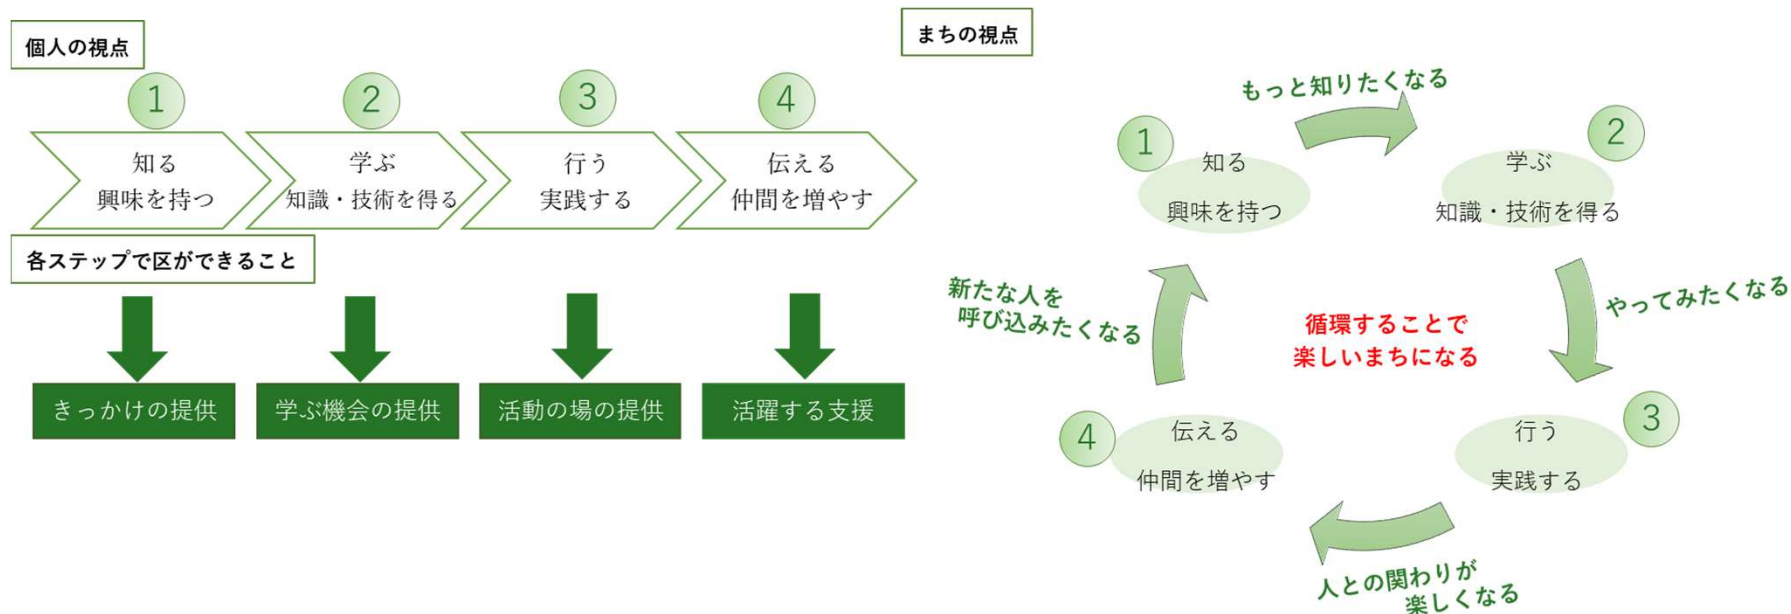 個人の視点
1
知る
興味を持つ
2
学ぶ
知識・技術を得る
3
行う
実践する
4
伝える
仲間を増やす
各ステップで区ができること
きっかけの提供
学ぶ機会の提供
活動の場の提供
活躍する支援
まちの視点
1
知る
興味を持つ
もっと知りたくなる
2
学ぶ
知識・技術を得る
やってみたくなる
3
行う
実践する
人との関わりが
楽しくなる
4
伝える
仲間を増やす
新たな人を
呼び込みたくなる
循環することで
楽しいまちになる